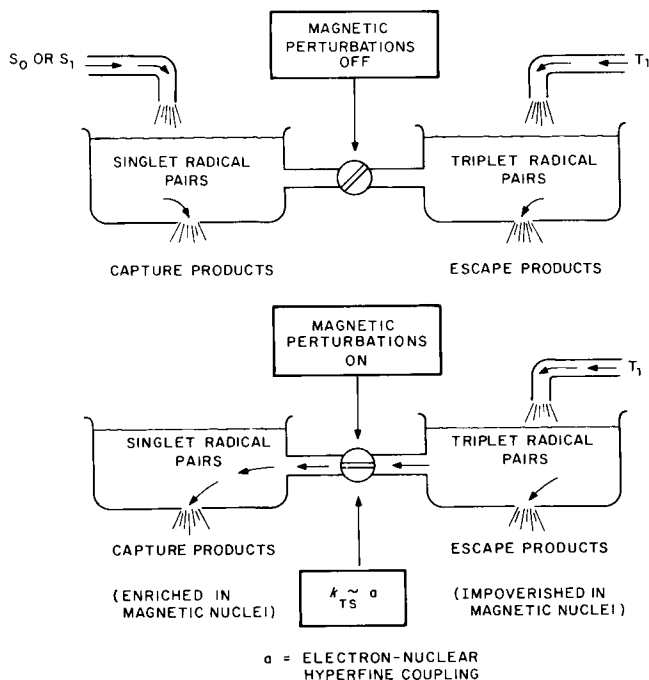 MAGNETIC
PERTURBATIONS
OFF
S₀ OR S₁
T₁
SINGLET RADICAL
PAIRS
TRIPLET RADICAL
PAIRS
CAPTURE PRODUCTS
ESCAPE PRODUCTS
MAGNETIC
PERTURBATIONS
ON
T₁
SINGLET RADICAL
PAIRS
TRIPLET RADICAL
PAIRS
CAPTURE PRODUCTS
ESCAPE PRODUCTS
(ENRICHED IN
MAGNETIC NUCLEI)
k_TS ~ a
(IMPOVERISHED IN
MAGNETIC NUCLEI)
a = ELECTRON-NUCLEAR
HYPERFINE COUPLING